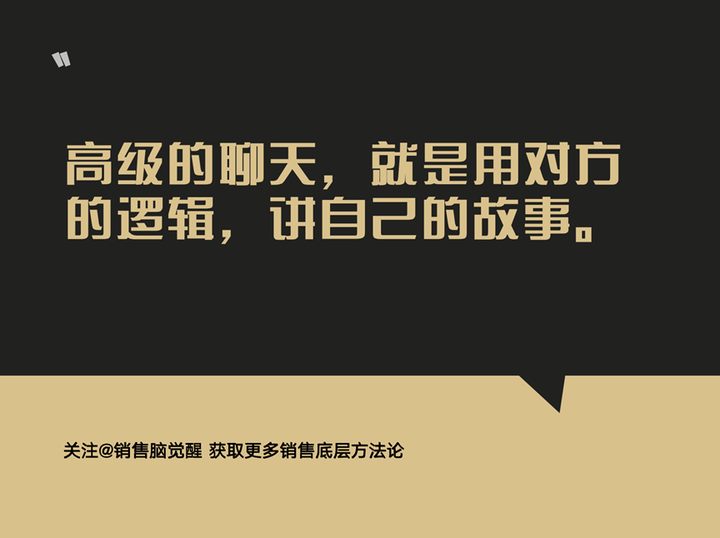 "
高级的聊天，就是用对方
的逻辑，讲自己的故事。
关注@销售脑觉醒 获取更多销售底层方法论